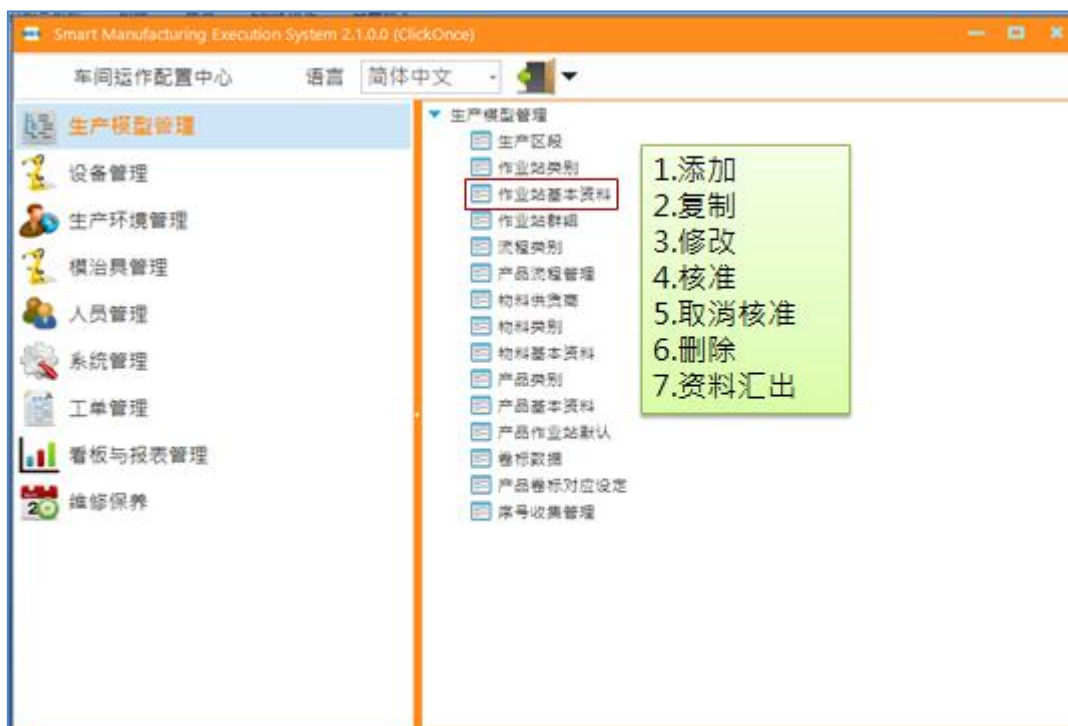 Smart Manufacturing Execution System 2.1.0.0 (ClickOnce)
车间运作配置中心 语言 简体中文
生产模型管理
设备管理
生产环境管理
模治具管理
人员管理
系统管理
工单管理
看板与报表管理
维修保养
生产模型管理
生产区段
作业站类别
作业站基本资料
作业站群组
流程类别
产品流程管理
物料供货商
物料类别
物料基本资料
产品类别
产品基本资料
产品作业站默认
卷标数据
产品卷标对应设定
序号收集管理
1.添加
2.复制
3.修改
4.核准
5.取消核准
6.删除
7.资料汇出